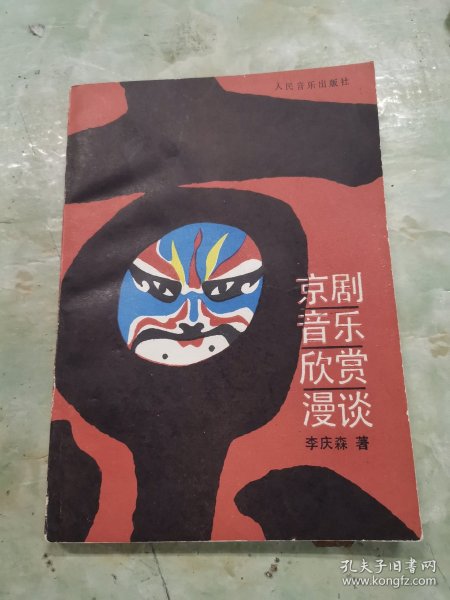 人民音乐出版社
京剧
音乐
欣赏
漫谈
李庆森 著
孔夫子旧书网
www.kongfz.com